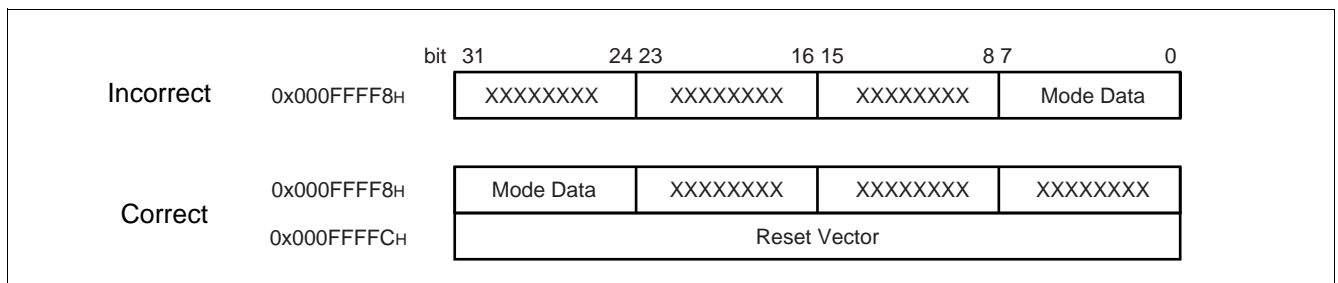 bit 31 24 23 16 15 8 7 0
Incorrect 0x000FFFF8H XXXXXXXX XXXXXXXX XXXXXXXX Mode Data
0x000FFFF8H Mode Data XXXXXXXX XXXXXXXX XXXXXXXX
Correct
0x000FFFFCH Reset Vector